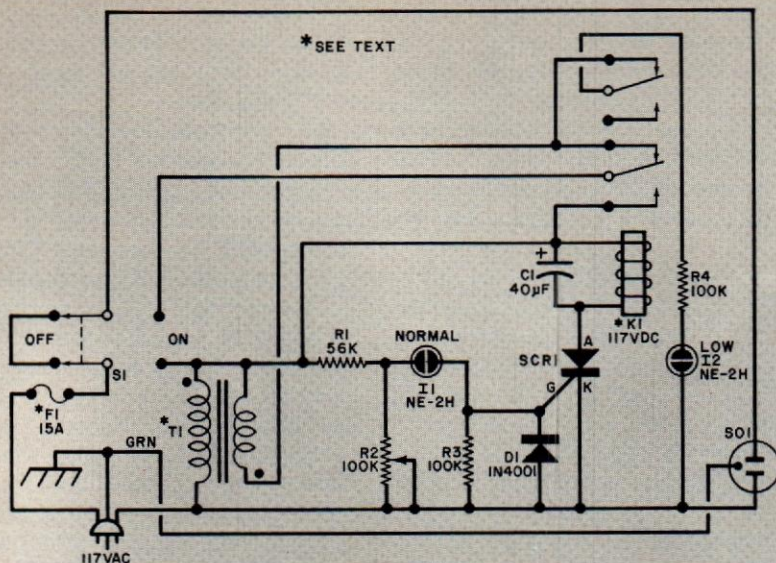 *SEE TEXT
OFF
ON
S1
*F1
15A
GRN
117VAC
*T1
R1
56K
NORMAL
I1
NE-2H
R2
100K
R3
100K
G
D1
1N4001
C1
40µF
+
*K1
117VDC
SCR1
A
K
R4
100K
LOW
I2
NE-2H
SO1